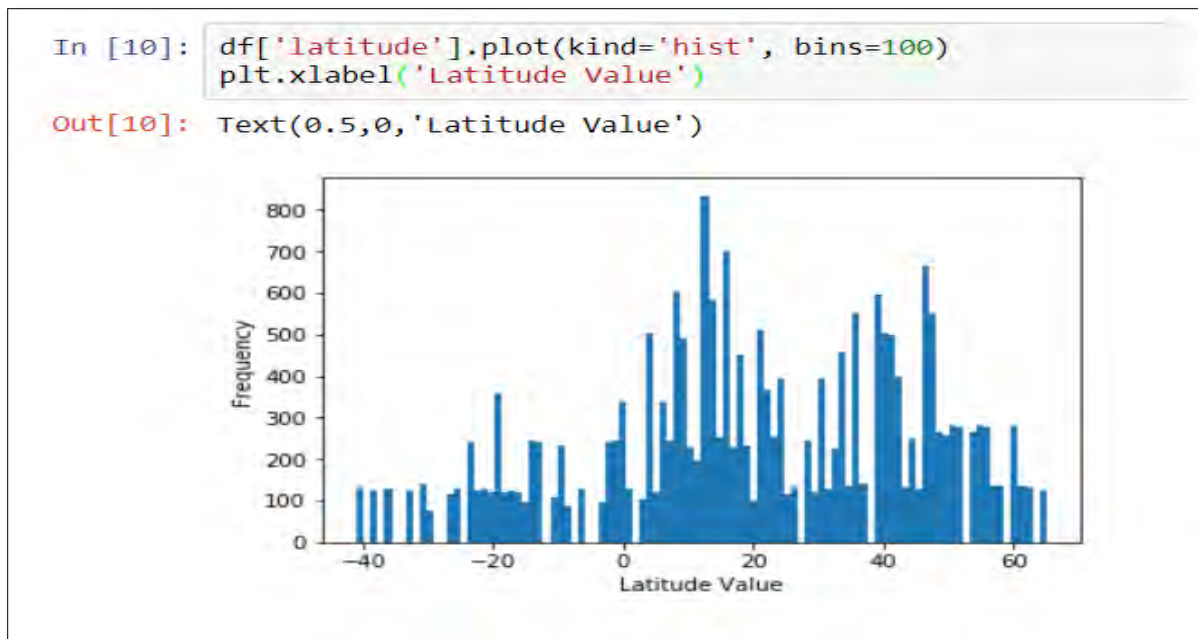 In [10]: df['latitude'].plot(kind='hist', bins=100)
plt.xlabel('Latitude Value')
Out[10]: Text(0.5,0,'Latitude Value')
800
700
600
500
400
300
200
100
0
Frequency
−40 −20 0 20 40 60
Latitude Value